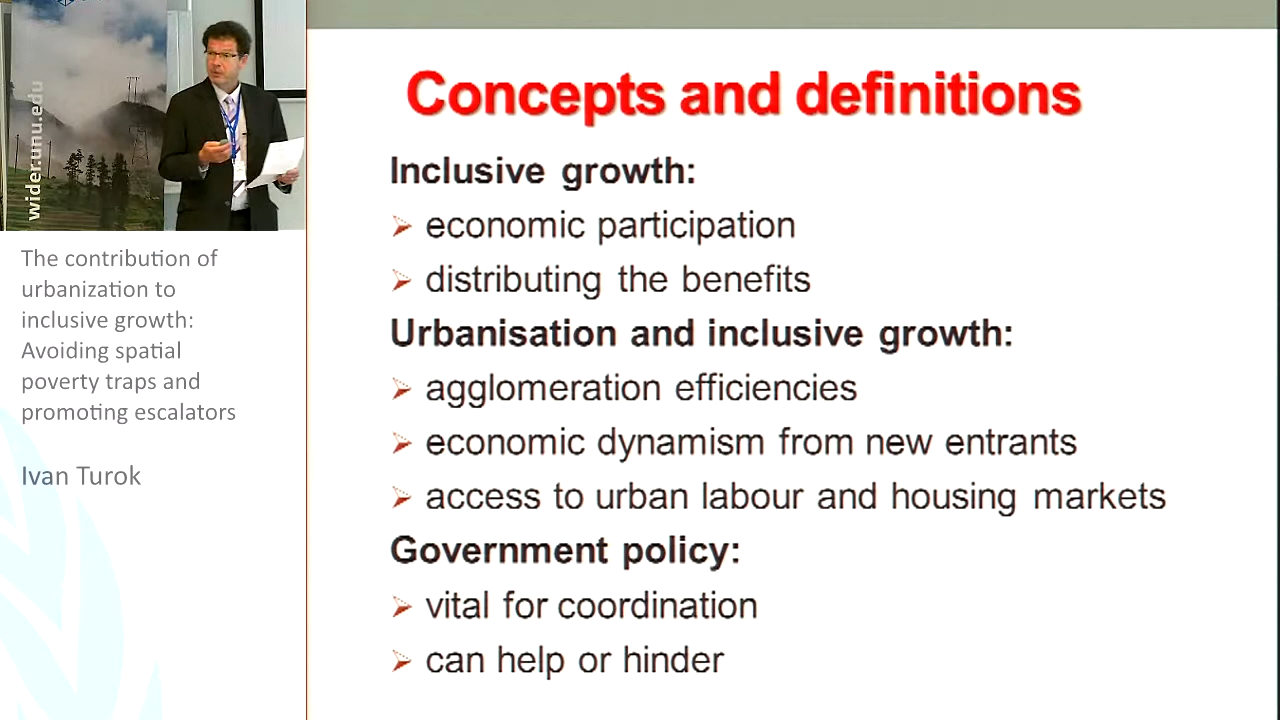 wider.unu.edu
The contribution of
urbanization to
inclusive growth:
Avoiding spatial
poverty traps and
promoting escalators
Ivan Turok
Concepts and definitions
Inclusive growth:
economic participation
distributing the benefits
Urbanisation and inclusive growth:
agglomeration efficiencies
economic dynamism from new entrants
access to urban labour and housing markets
Government policy:
vital for coordination
can help or hinder